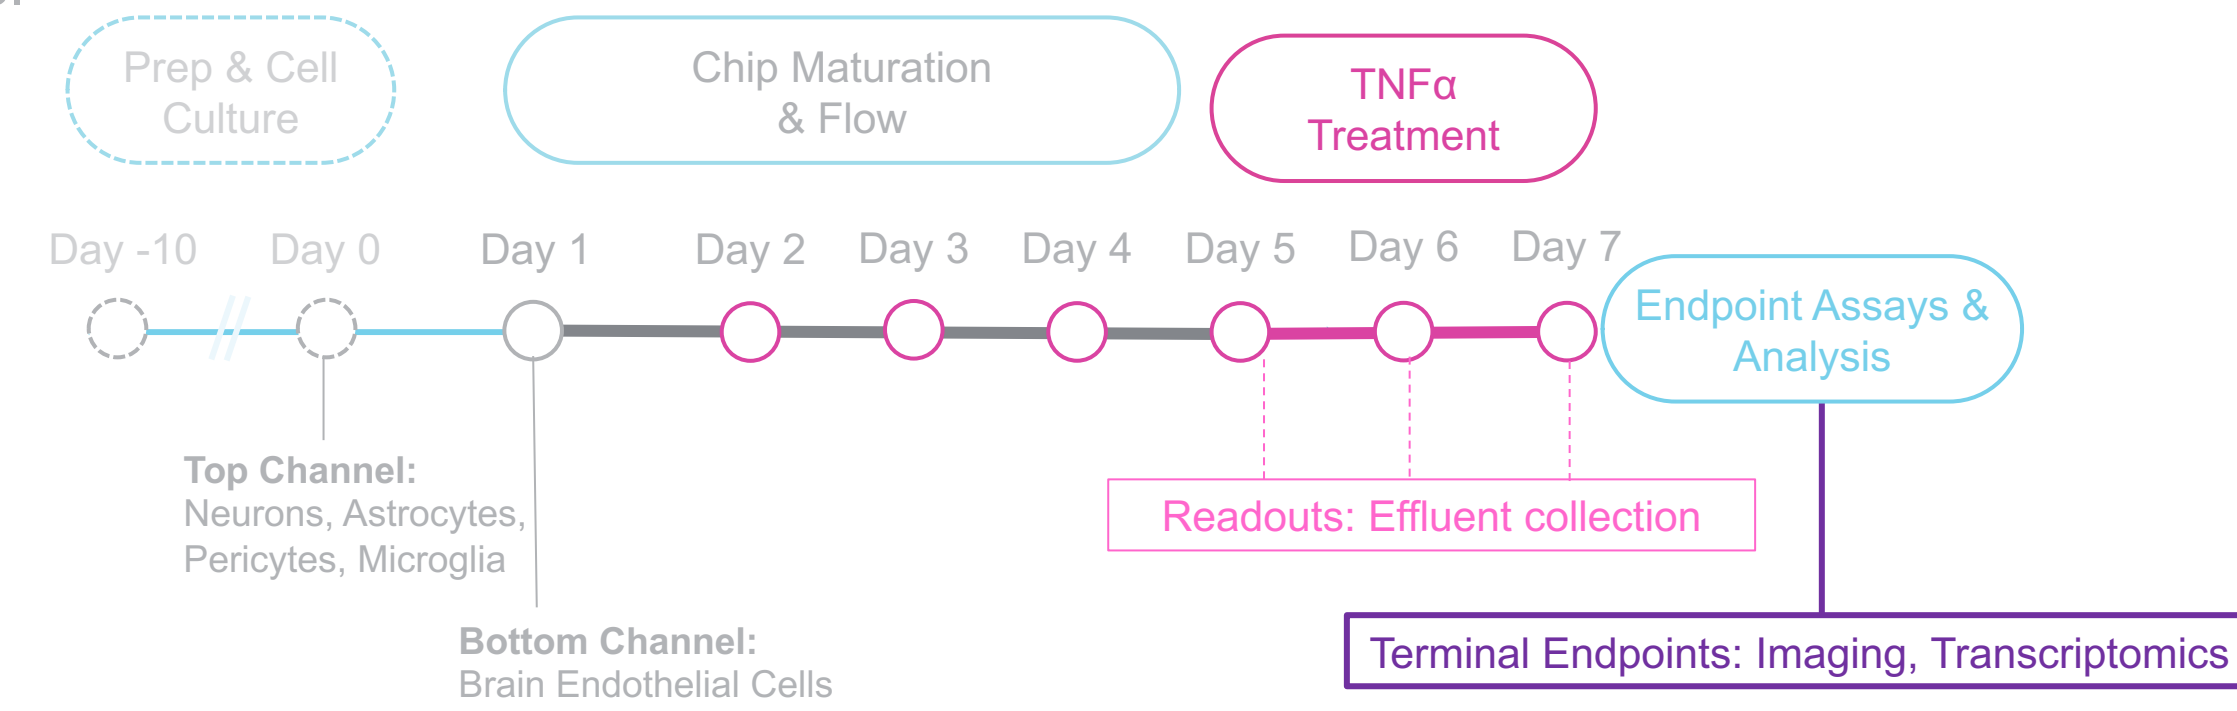 Prep & Cell
Culture
Chip Maturation
& Flow
TNFα
Treatment
Day -10
Day 0
Day 1
Day 2
Day 3
Day 4
Day 5
Day 6
Day 7
Endpoint Assays &
Analysis
Top Channel:
Neurons, Astrocytes,
Pericytes, Microglia
Readouts: Effluent collection
Bottom Channel:
Brain Endothelial Cells
Terminal Endpoints: Imaging, Transcriptomics